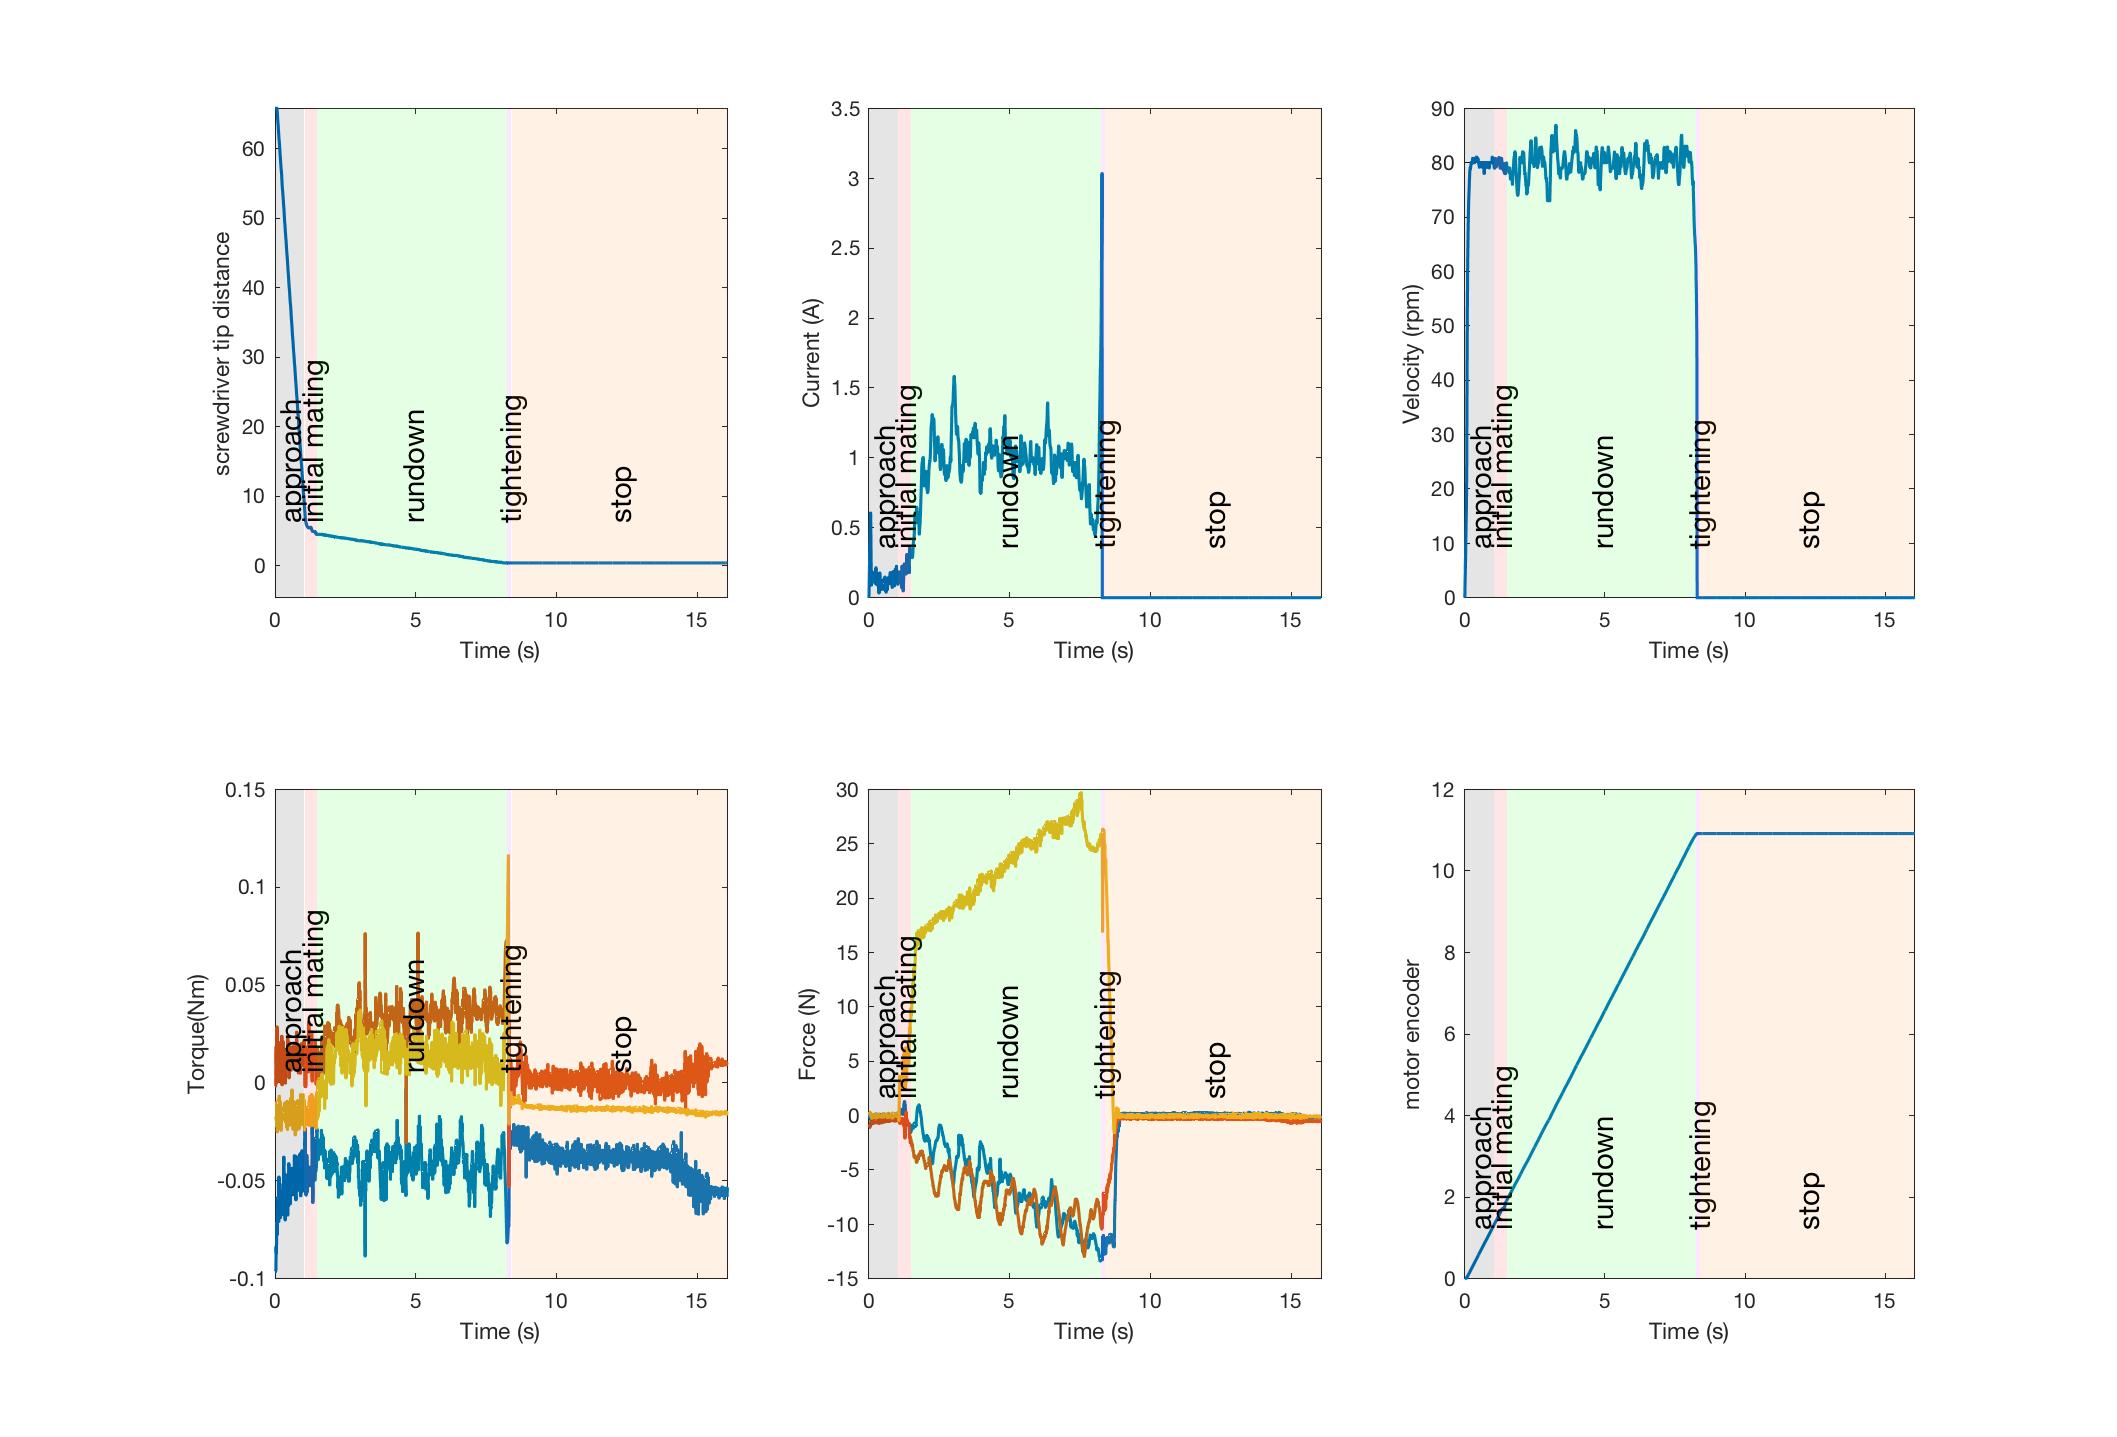 60
50
40
30
20
10
0
screwdriver tip distance
approach
initial mating
rundown
tightening
stop
0 5 10 15
Time (s)
3.5
3
2.5
2
1.5
1
0.5
0
Current (A)
approach
initial mating
rundown
tightening
stop
0 5 10 15
Time (s)
90
80
70
60
50
40
30
20
10
0
Velocity (rpm)
approach
initial mating
rundown
tightening
stop
0 5 10 15
Time (s)
0.15
0.1
0.05
0
-0.05
-0.1
Torque(Nm)
approach
initial mating
rundown
tightening
stop
0 5 10 15
Time (s)
30
25
20
15
10
5
0
-5
-10
-15
Force (N)
approach
initial mating
rundown
tightening
stop
0 5 10 15
Time (s)
12
10
8
6
4
2
0
motor encoder
approach
initial mating
rundown
tightening
stop
0 5 10 15
Time (s)